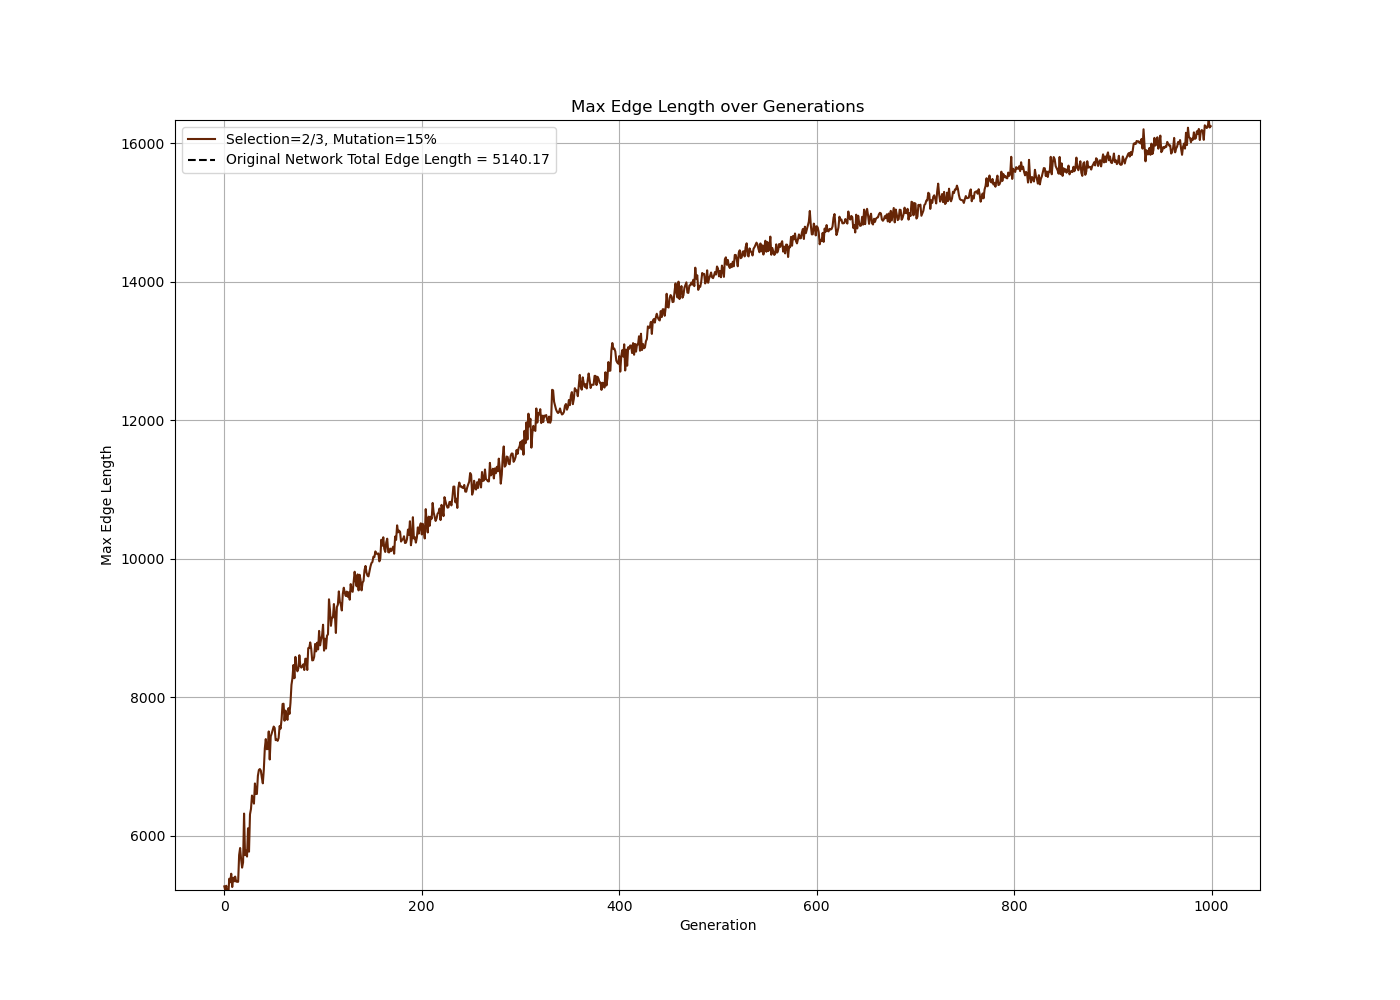 Max Edge Length over Generations
Selection=2/3, Mutation=15%
Original Network Total Edge Length = 5140.17
16000
14000
12000
10000
8000
6000
Max Edge Length
0
200
400
600
800
1000
Generation